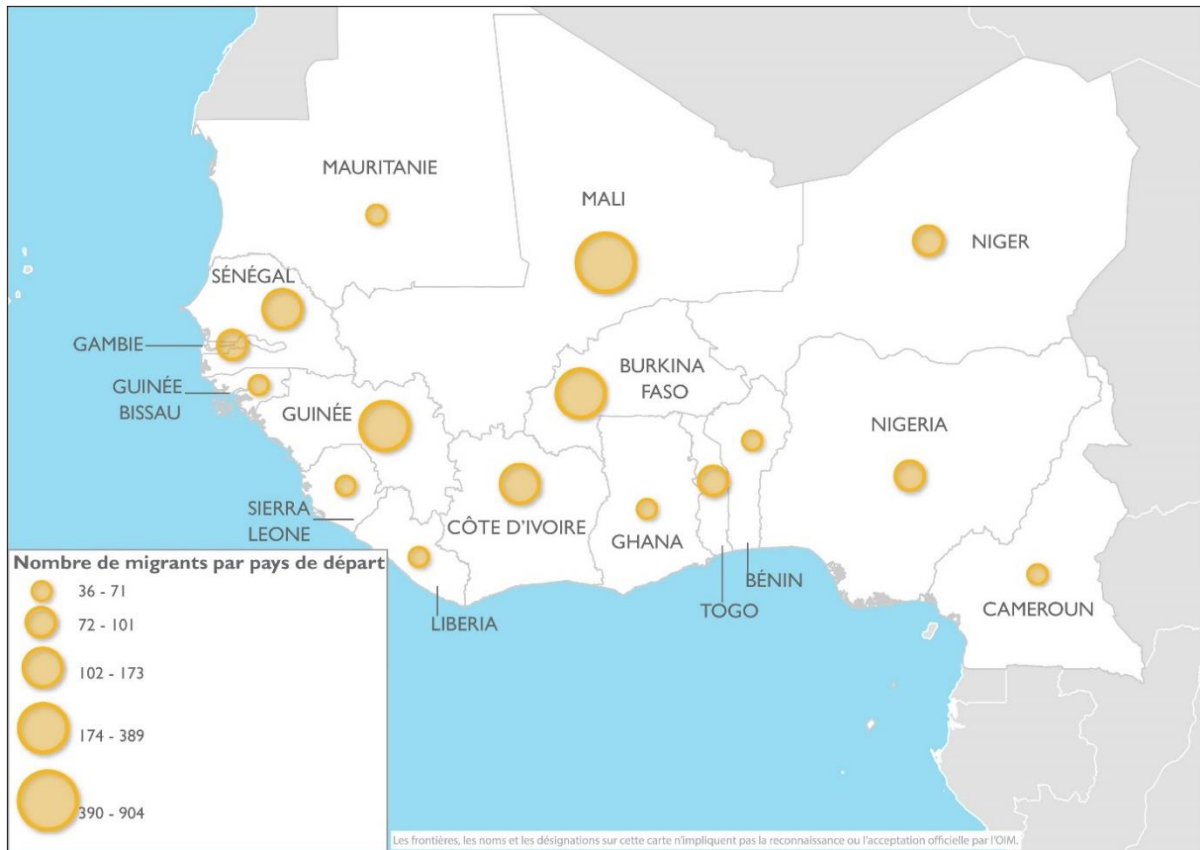 MAURITANIE
MALI
NIGER
SÉNÉGAL
GAMBIE
GUINÉE
BISSAU
GUINÉE
BURKINA
FASO
NIGERIA
SIERRA
LEONE
CÔTE D'IVOIRE
GHANA
LIBERIA
TOGO
BÉNIN
CAMEROUN
Nombre de migrants par pays de départ
36 - 71
72 - 101
102 - 173
174 - 389
390 - 904
Les frontières, les noms et les désignations sur cette carte n'impliquent pas la reconnaissance ou l'acceptation officielle par l'OIM.